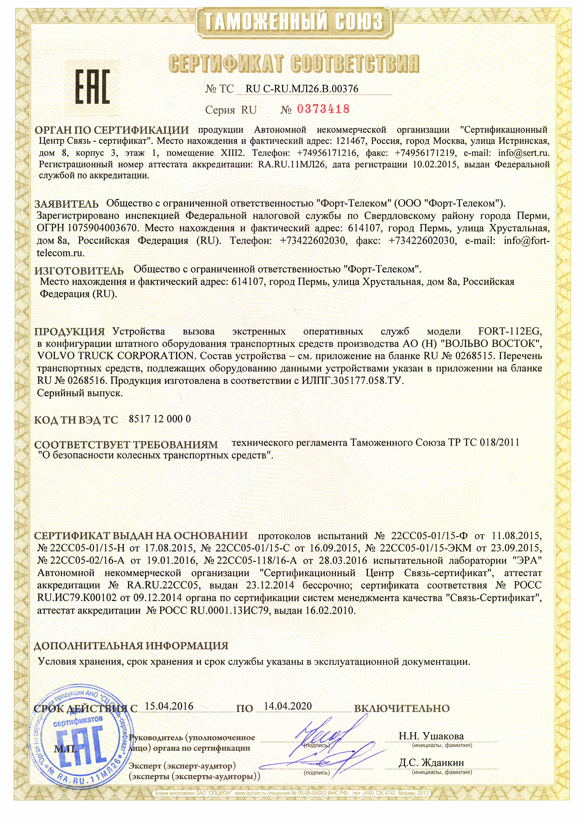 ТАМОЖЕННЫЙ СОЮЗ
СЕРТИФИКАТ СООТВЕТСТВИЯ
EAC
№ ТС RU C-RU.МЛ26.В.00376
Серия RU № 0373418
ОРГАН ПО СЕРТИФИКАЦИИ продукции Автономной некоммерческой организации "Сертификационный
Центр Связь - сертификат". Место нахождения и фактический адрес: 121467, Россия, город Москва, улица Истринская,
дом 8, корпус 3, этаж 1, помещение XIII2. Телефон: +74956171216, факс: +74956171219, e-mail: info@sert.ru.
Регистрационный номер аттестата аккредитации: RA.RU.11МЛ26, дата регистрации 10.02.2015, выдан Федеральной
службой по аккредитации.
ЗАЯВИТЕЛЬ Общество с ограниченной ответственностью "Форт-Телеком" (ООО "Форт-Телеком").
Зарегистрировано инспекцией Федеральной налоговой службы по Свердловскому району города Перми,
ОГРН 1075904003670. Место нахождения и фактический адрес: 614107, город Пермь, улица Хрустальная,
дом 8а, Российская Федерация (RU). Телефон: +73422602030, факс: +73422602030, e-mail: info@fort-
telecom.ru.
ИЗГОТОВИТЕЛЬ Общество с ограниченной ответственностью "Форт-Телеком".
Место нахождения и фактический адрес: 614107, город Пермь, улица Хрустальная, дом 8а, Российская
Федерация (RU).
ПРОДУКЦИЯ Устройства вызова экстренных оперативных служб модели FORT-112EG,
в конфигурации штатного оборудования транспортных средств производства АО (Н) "ВОЛЬВО ВОСТОК",
VOLVO TRUCK CORPORATION. Состав устройства – см. приложение на бланке RU № 0268515. Перечень
транспортных средств, подлежащих оборудованию данными устройствами указан в приложении на бланке
RU № 0268516. Продукция изготовлена в соответствии с ИЛПГ.305177.058.ТУ.
Серийный выпуск.
КОД ТН ВЭД ТС 8517 12 000 0
СООТВЕТСТВУЕТ ТРЕБОВАНИЯМ технического регламента Таможенного Союза ТР ТС 018/2011
"О безопасности колесных транспортных средств".
СЕРТИФИКАТ ВЫДАН НА ОСНОВАНИИ протоколов испытаний № 22СС05-01/15-Ф от 11.08.2015,
№ 22СС05-01/15-Н от 17.08.2015, № 22СС05-01/15-С от 16.09.2015, № 22СС05-01/15-ЭКМ от 23.09.2015,
№ 22СС05-02/16-А от 19.01.2016, № 22СС05-118/16-А от 28.03.2016 испытательной лаборатории "ЭРА"
Автономной некоммерческой организации "Сертификационный Центр Связь-сертификат", аттестат
аккредитации № RA.RU.22СС05, выдан 23.12.2014 бессрочно; сертификата соответствия № РОСС
RU.ИС79.К00102 от 09.12.2014 органа по сертификации систем менеджмента качества "Связь-Сертификат",
аттестат аккредитации № РОСС RU.0001.13ИС79, выдан 16.02.2010.
ДОПОЛНИТЕЛЬНАЯ ИНФОРМАЦИЯ
Условия хранения, срок хранения и срок службы указаны в эксплуатационной документации.
СРОК ДЕЙСТВИЯ С 15.04.2016 ПО 14.04.2020 ВКЛЮЧИТЕЛЬНО
Для сертификатов
EAC
№ RA.RU.11МЛ26
М.П.
Руководитель (уполномоченное
лицо) органа по сертификации
(подпись)
Н.Н. Ушакова
(инициалы, фамилия)
Эксперт (эксперт-аудитор)
(эксперты (эксперты-аудиторы))
(подпись)
Д.С. Жданкин
(инициалы, фамилия)